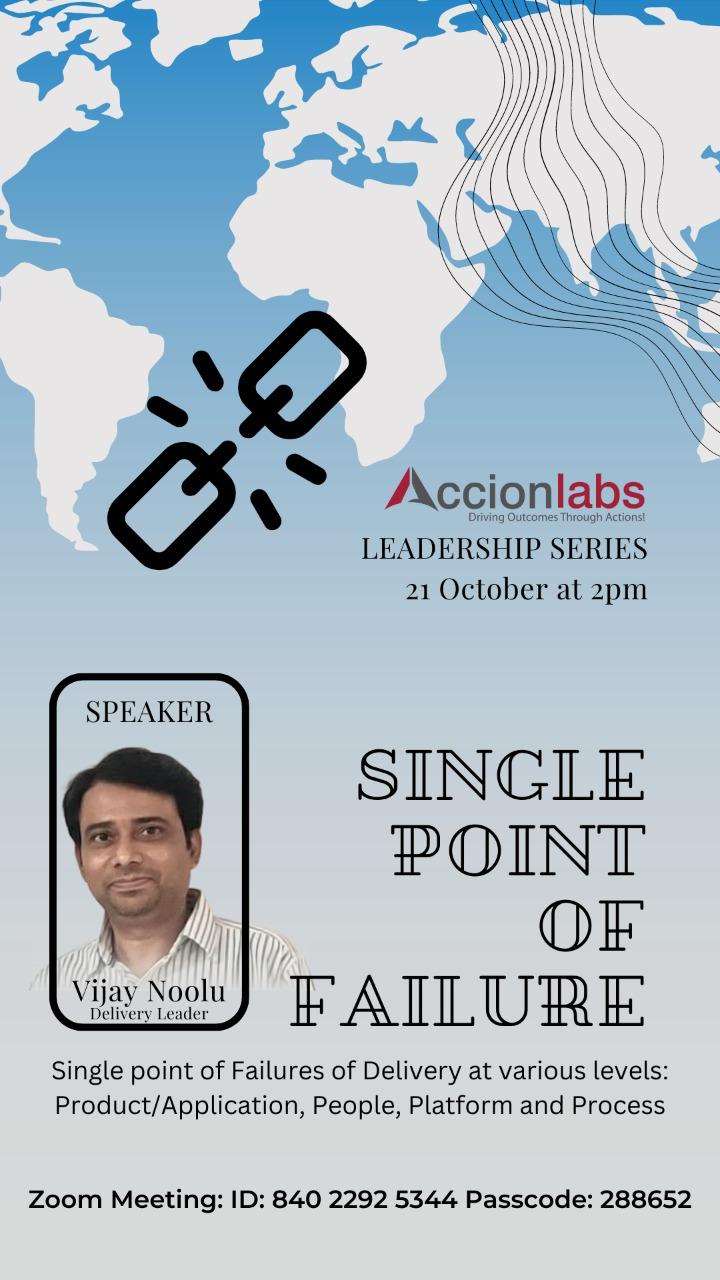 Accionlabs
Driving Outcomes Through Actions!
LEADERSHIP SERIES
21 October at 2pm
SPEAKER
Vijay Noolu
Delivery Leader
SINGLE
POINT
OF
FAILURE
Single point of Failures of Delivery at various levels:
Product/Application, People, Platform and Process
Zoom Meeting: ID: 840 2292 5344 Passcode: 288652